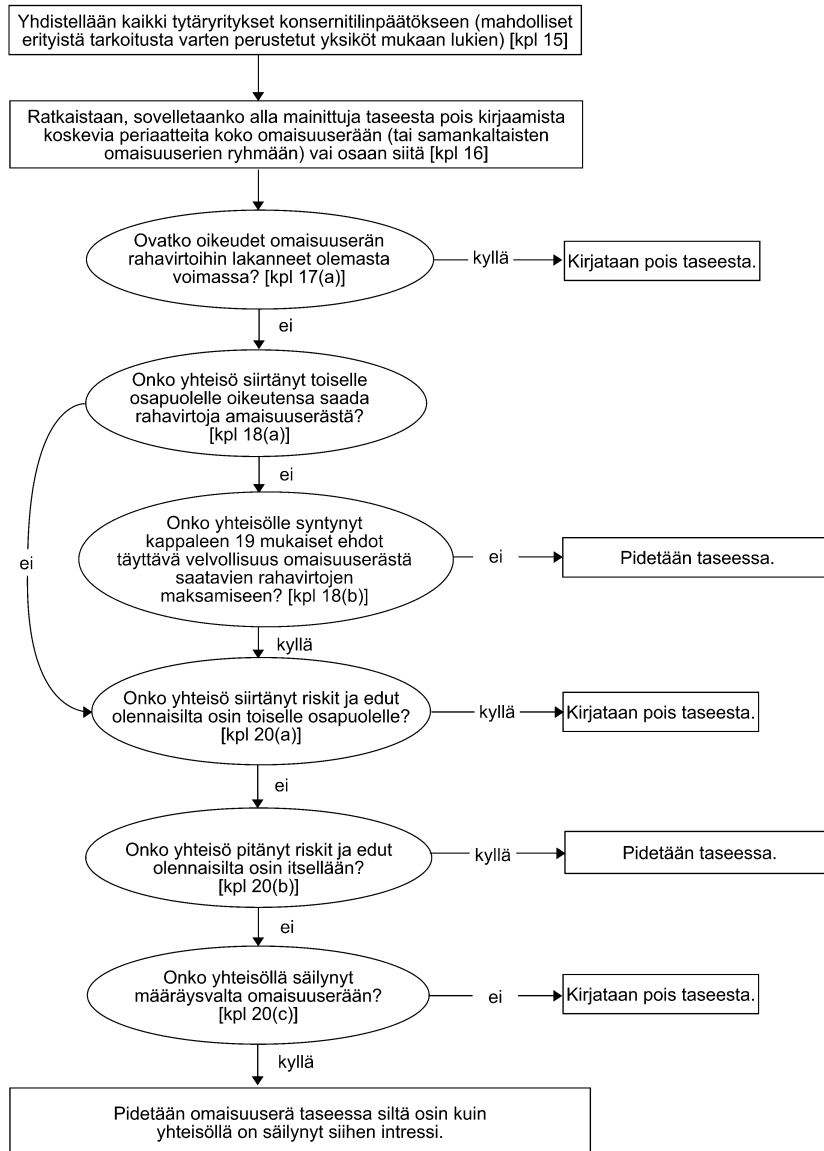 Yhdistellään kaikki tytäryritykset konsernitilinpäätökseen (mahdolliset
erityistä tarkoitusta varten perustetut yksiköt mukaan lukien) [kpl 15]
Ratkaistaan, sovelletaanko alla mainittuja taseesta pois kirjaamista
koskevia periaatteita koko omaisuuserään (tai samankaltaisten
omaisuuserien ryhmään) vai osaan siitä [kpl 16]
Ovatko oikeudet omaisuuserän
rahavirtoihin lakanneet olemasta
voimassa? [kpl 17(a)]
kyllä
Kirjataan pois taseesta.
ei
Onko yhteisö siirtänyt toiselle
osapuolelle oikeutensa saada
rahavirtoja amaisuuserästä?
[kpl 18(a)]
ei
Onko yhteisölle syntynyt
kappaleen 19 mukaiset ehdot
täyttävä velvollisuus omaisuuserästä
saatavien rahavirtojen
maksamiseen? [kpl 18(b)]
ei
Pidetään taseessa.
ei
kyllä
Onko yhteisö siirtänyt riskit ja edut
olennaisilta osin toiselle osapuolelle?
[kpl 20(a)]
kyllä
Kirjataan pois taseesta.
ei
Onko yhteisö pitänyt riskit ja edut
olennaisilta osin itsellään?
[kpl 20(b)]
kyllä
Pidetään taseessa.
ei
Onko yhteisöllä säilynyt
määräysvalta omaisuuserään?
[kpl 20(c)]
ei
Kirjataan pois taseesta.
kyllä
Pidetään omaisuuserä taseessa siltä osin kuin
yhteisöllä on säilynyt siihen intressi.